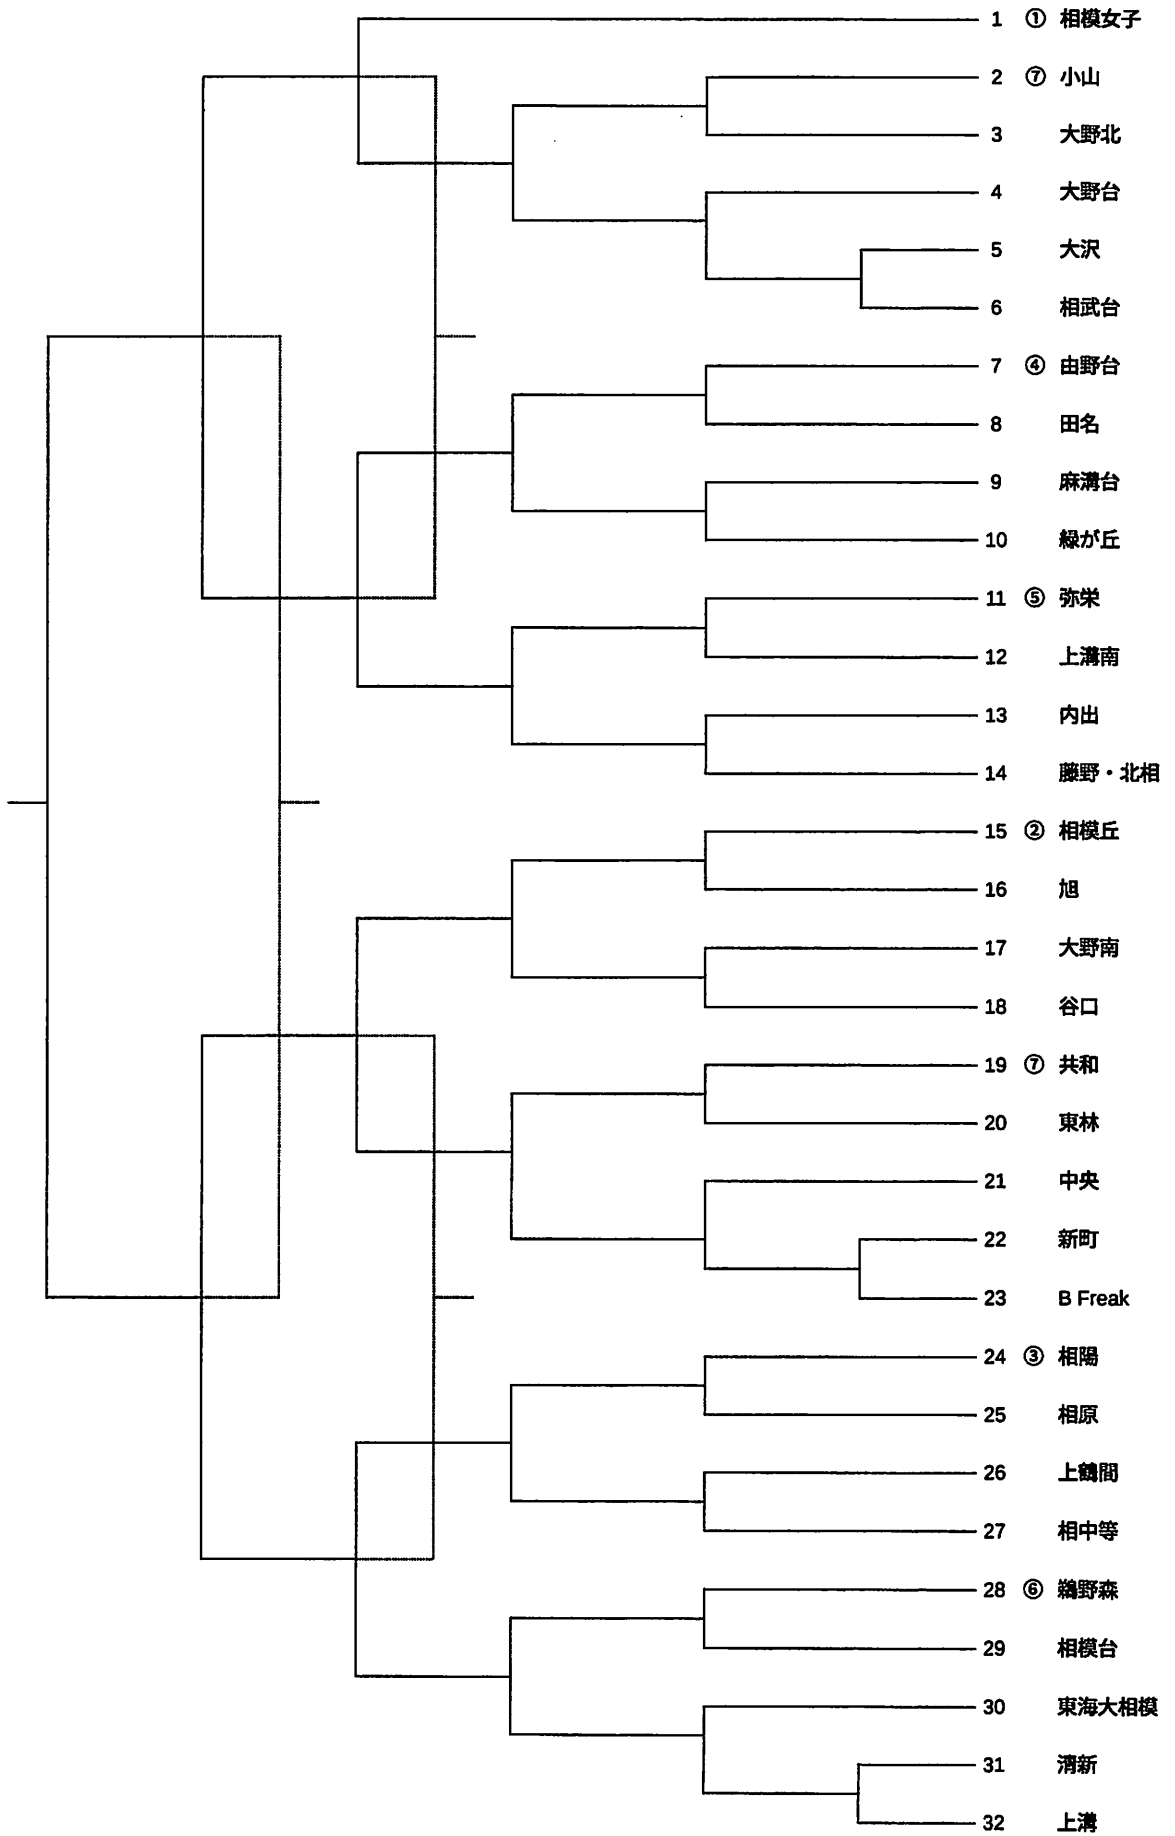 1 ① 相模女子
2 ⑦ 小山
3 大野北
4 大野台
5 大沢
6 相武台
7 ④ 由野台
8 田名
9 麻溝台
10 緑が丘
11 ⑤ 弥栄
12 上溝南
13 内出
14 藤野・北相
15 ② 相模丘
16 旭
17 大野南
18 谷口
19 ⑦ 共和
20 東林
21 中央
22 新町
23 B Freak
24 ③ 相陽
25 相原
26 上鶴間
27 相中等
28 ⑥ 鵜野森
29 相模台
30 東海大相模
31 清新
32 上溝